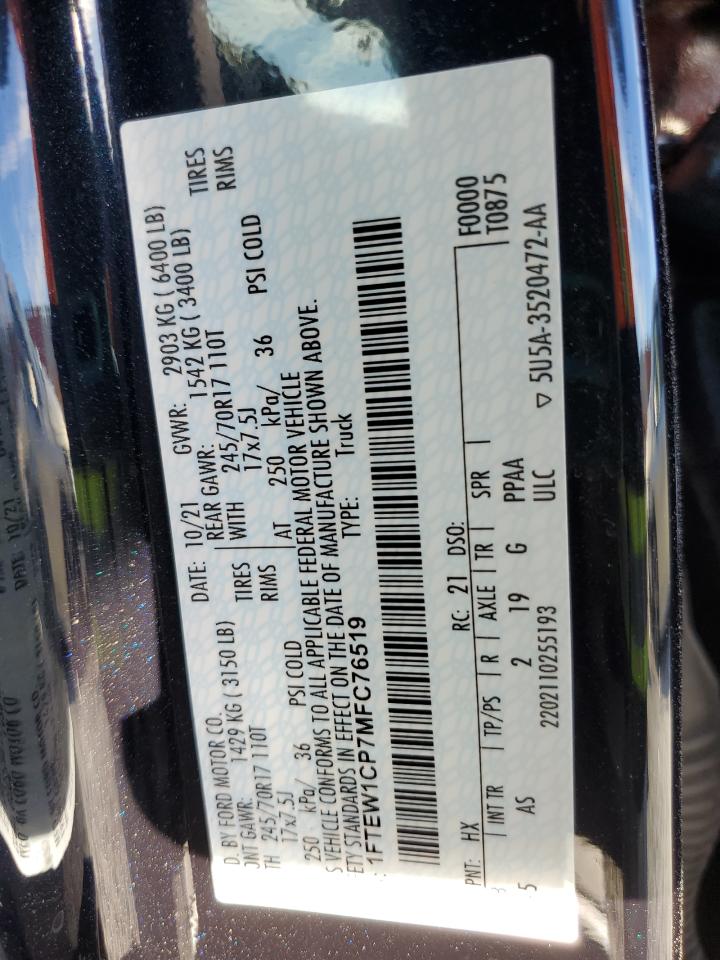 D. BY FORD MOTOR CO.
DATE: 10/21 GVWR: 2903 KG ( 6400 LB)
ONT GAWR: 1429 KG ( 3150 LB) REAR GAWR: 1542 KG ( 3400 LB)
TH 245/70R17 110T TIRES WITH 245/70R17 110T TIRES
17x7.5J RIMS 17x7.5J RIMS
250 kPa/ 36 PSI COLD AT 250 kPa/ 36 PSI COLD
S VEHICLE CONFORMS TO ALL APPLICABLE FEDERAL MOTOR VEHICLE
ETY STANDARDS IN EFFECT ON THE DATE OF MANUFACTURE SHOWN ABOVE.
: 1FTEW1CP7MFC76519 TYPE: Truck
PNT: HX RC: 21 DSO: F0000
INT TR TP/PS R AXLE TR SPR T0875
5 AS 2 19 G PPAA
2202110255193 ULC ▽ 5U5A-3520472-AA